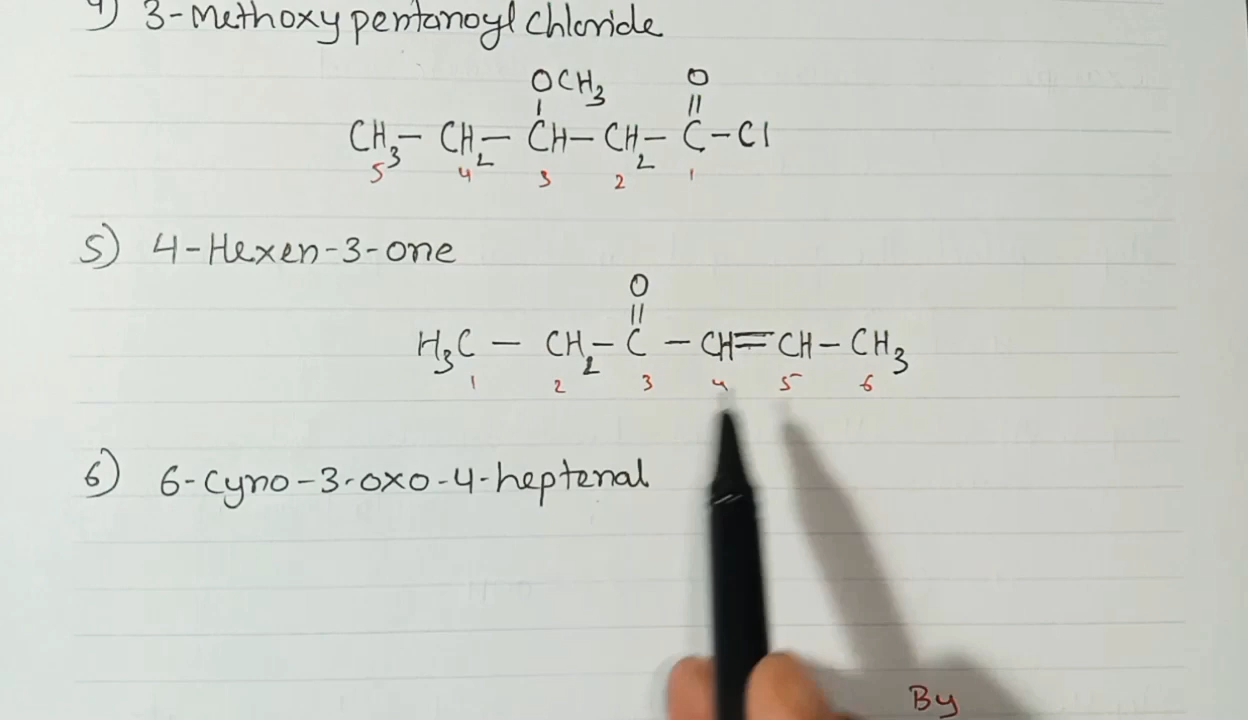 4) 3-Methoxy pentanoyl Chloride
OCH3 O
CH3 - CH2 - CH - CH2 - C - Cl
5 4 3 2 1
5) 4-Hexen-3-one
O
H3C - CH2 - C - CH = CH - CH3
1 2 3 4 5 6
6) 6-Cyno-3-oxo-4-heptenal
By